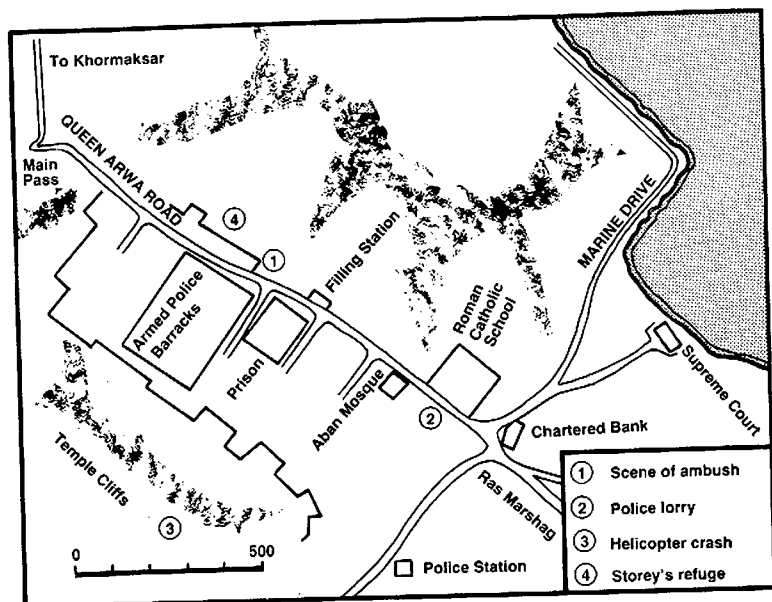 To Khormaksar
QUEEN ARWA ROAD
Main
Pass
4
1
Filling Station
MARINE DRIVE
Armed Police
Barracks
Prison
Roman
Catholic
School
Aban Mosque
2
Supreme Court
Chartered Bank
Temple Cliffs
3
Ras Marshag
0 500
Police Station
1 Scene of ambush
2 Police lorry
3 Helicopter crash
4 Storey's refuge